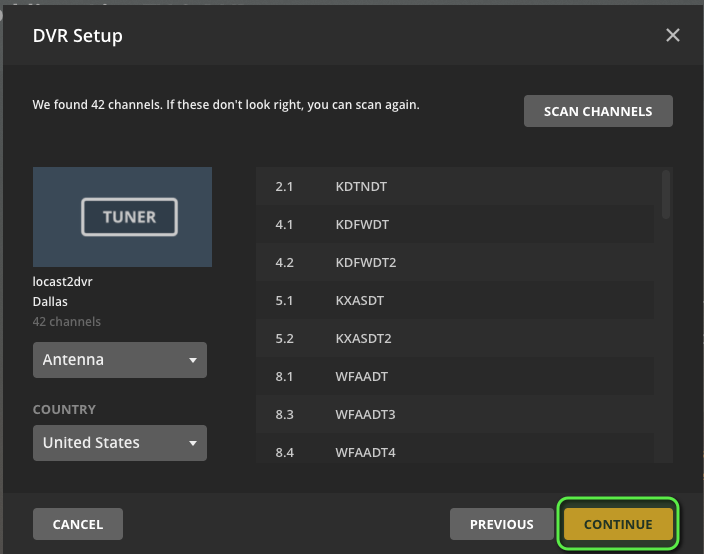 DVR Setup
We found 42 channels. If these don't look right, you can scan again.
SCAN CHANNELS
TUNER
locast2dvr
Dallas
42 channels
Antenna
COUNTRY
United States
2.1 KDTNDT
4.1 KDFWDT
4.2 KDFWDT2
5.1 KXASDT
5.2 KXASDT2
8.1 WFAADT
8.3 WFAADT3
8.4 WFAADT4
CANCEL
PREVIOUS
CONTINUE